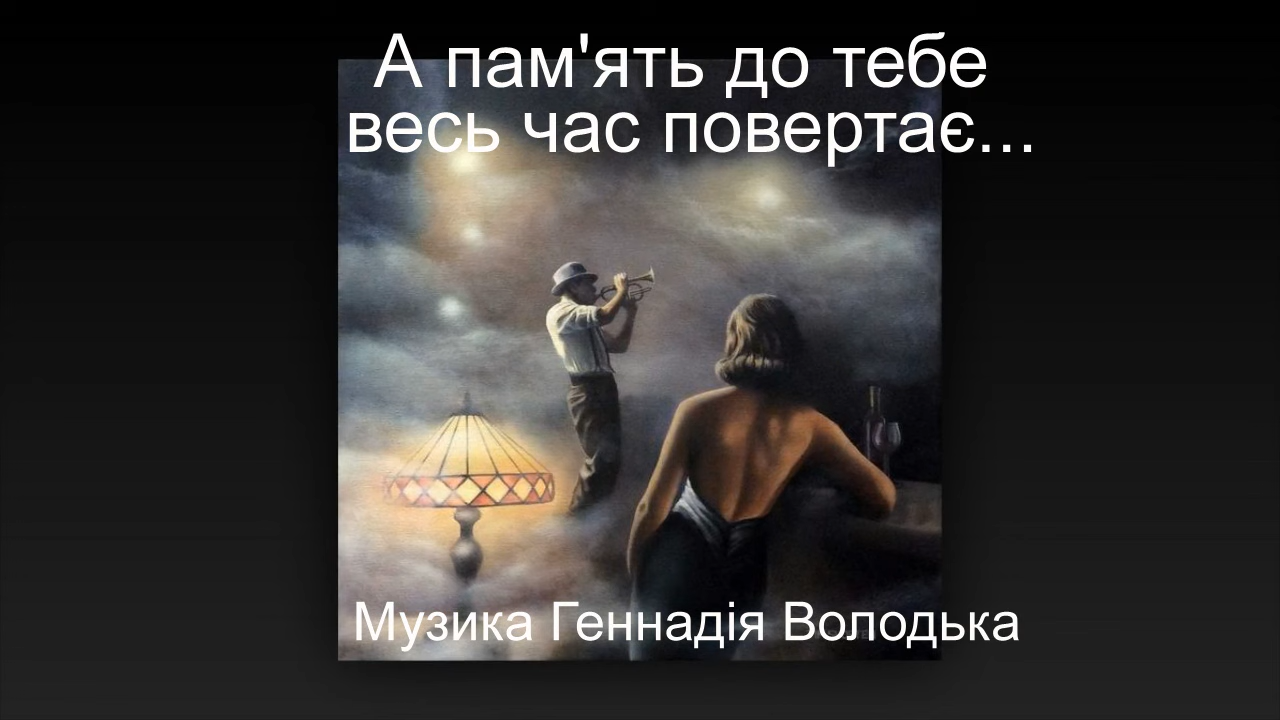 А пам'ять до тебе
весь час повертає...
Музика Геннадія Володька